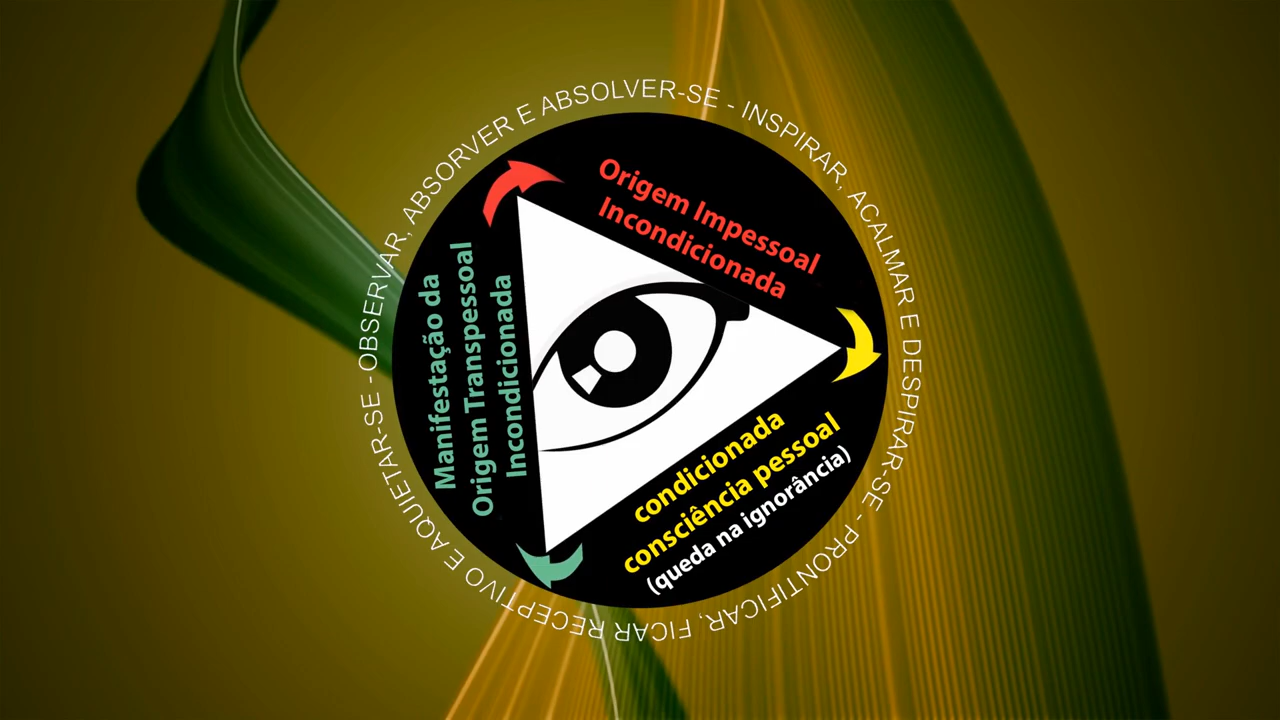 OBSERVAR, ABSORVER E ABSOLVER-SE - INSPIRAR, ACALMAR E DESPIRAR-SE - PRONTIFICAR, FICAR RECEPTIVO E AQUIETAR-SE -
Origem Impessoal
Incondicionada
condicionada
consciência pessoal
(queda na ignorância)
Manifestação da
Origem Transpessoal
Incondicionada